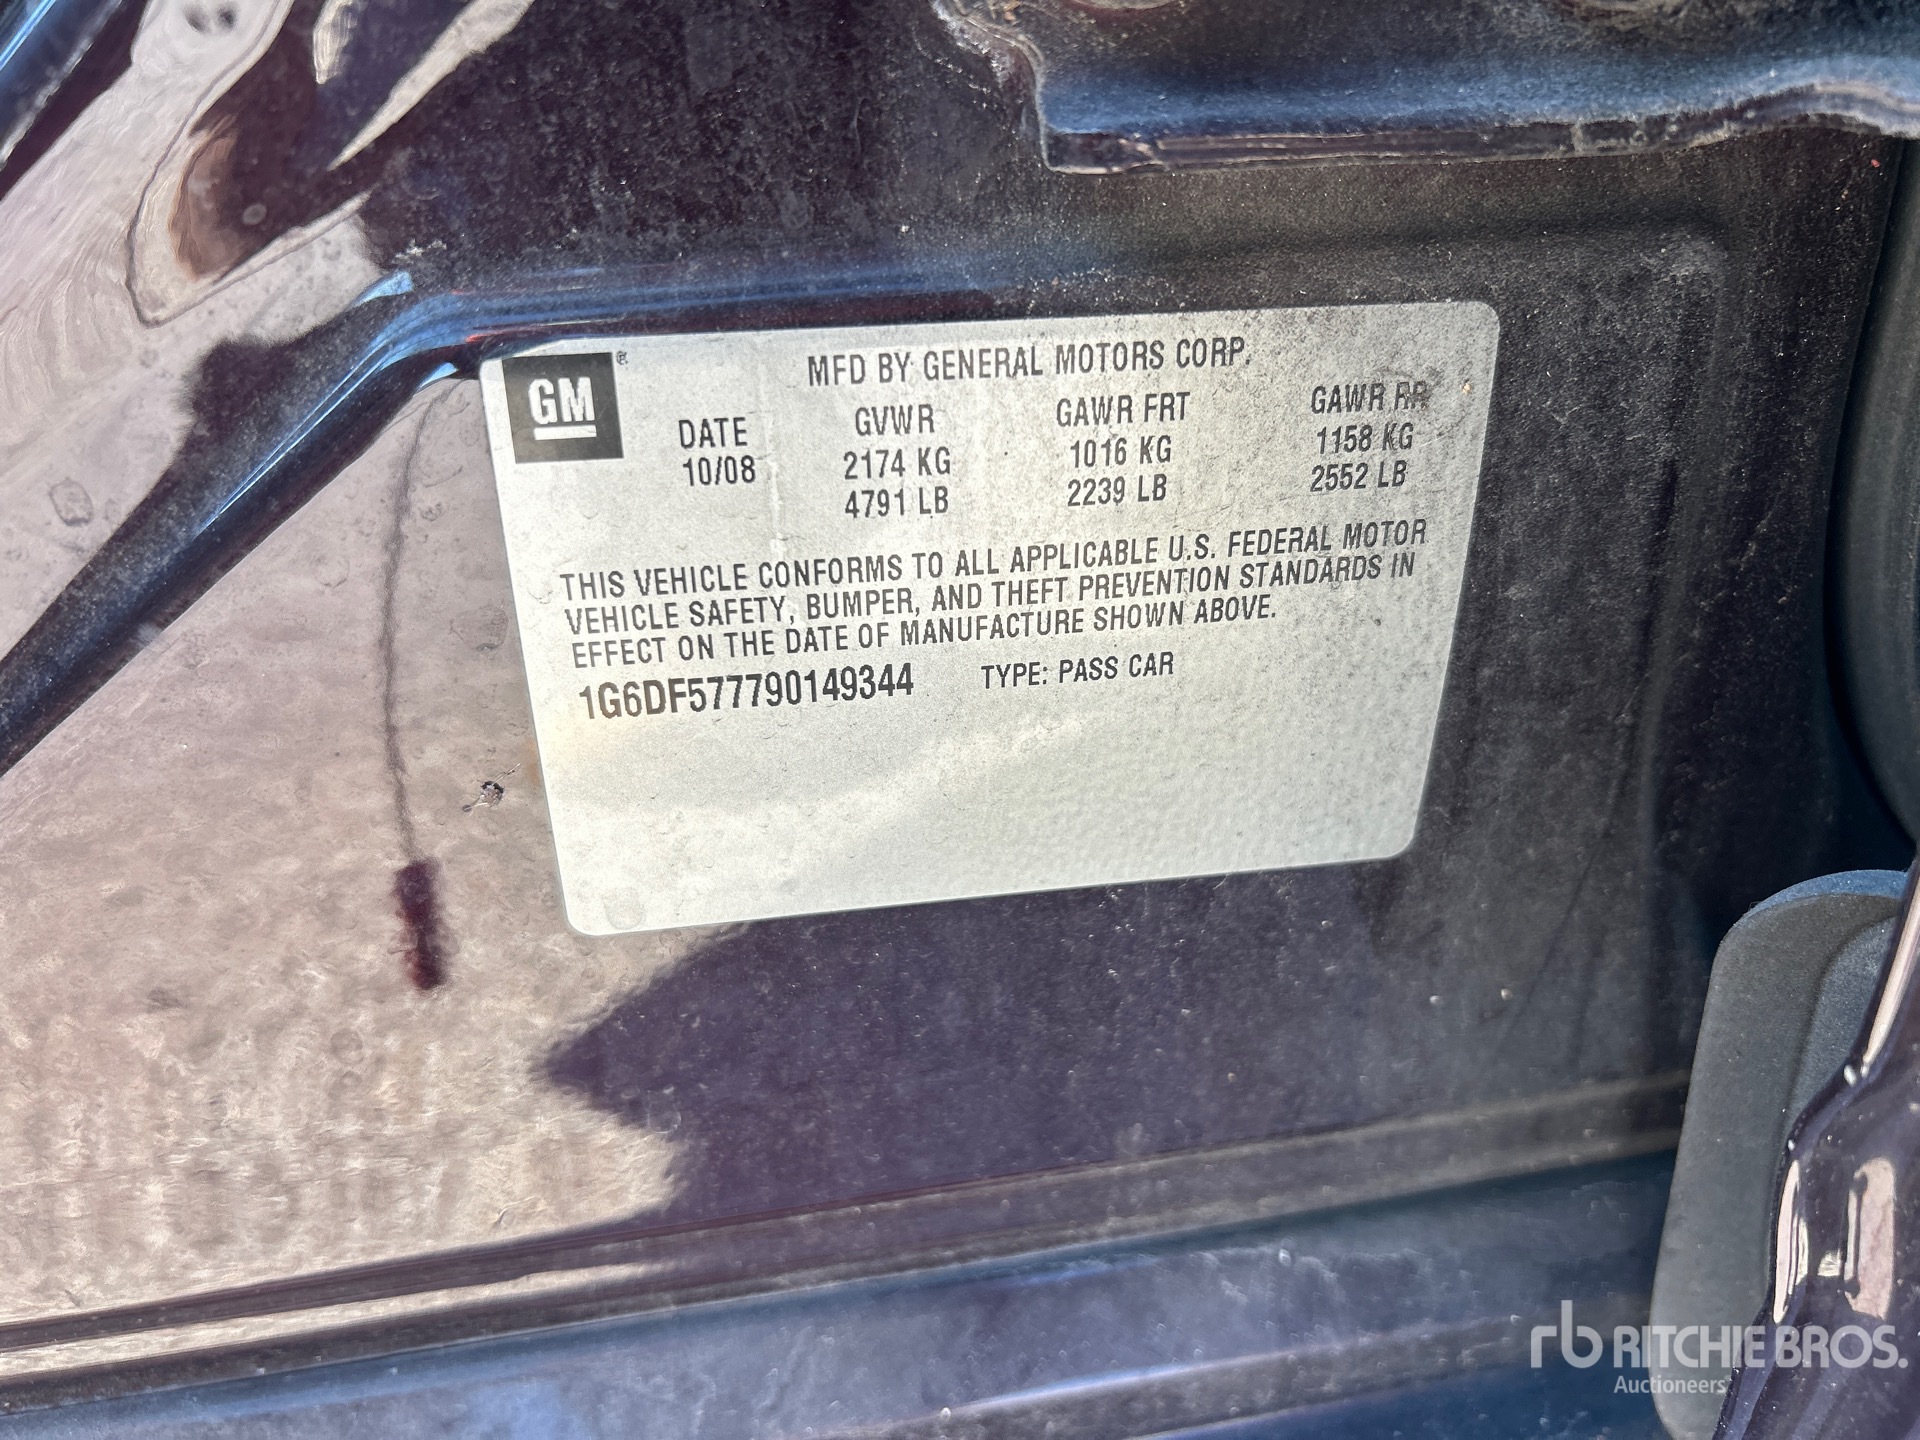 GM®
MFD BY GENERAL MOTORS CORP.
DATE GVWR GAWR FRT GAWR RR
10/08 2174 KG 1016 KG 1158 KG
4791 LB 2239 LB 2552 LB
THIS VEHICLE CONFORMS TO ALL APPLICABLE U.S. FEDERAL MOTOR
VEHICLE SAFETY, BUMPER, AND THEFT PREVENTION STANDARDS IN
EFFECT ON THE DATE OF MANUFACTURE SHOWN ABOVE.
1G6DF577790149344 TYPE: PASS CAR
rb RITCHIE BROS.
Auctioneers